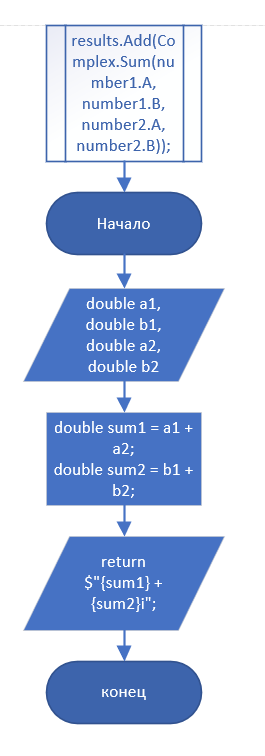 results.Add(Co
mplex.Sum(nu
mber1.A,
number1.B,
number2.A,
number2.B));
Начало
double a1,
double b1,
double a2,
double b2
double sum1 = a1 +
a2;
double sum2 = b1 +
b2;
return
$"{sum1} +
{sum2}i";
конец